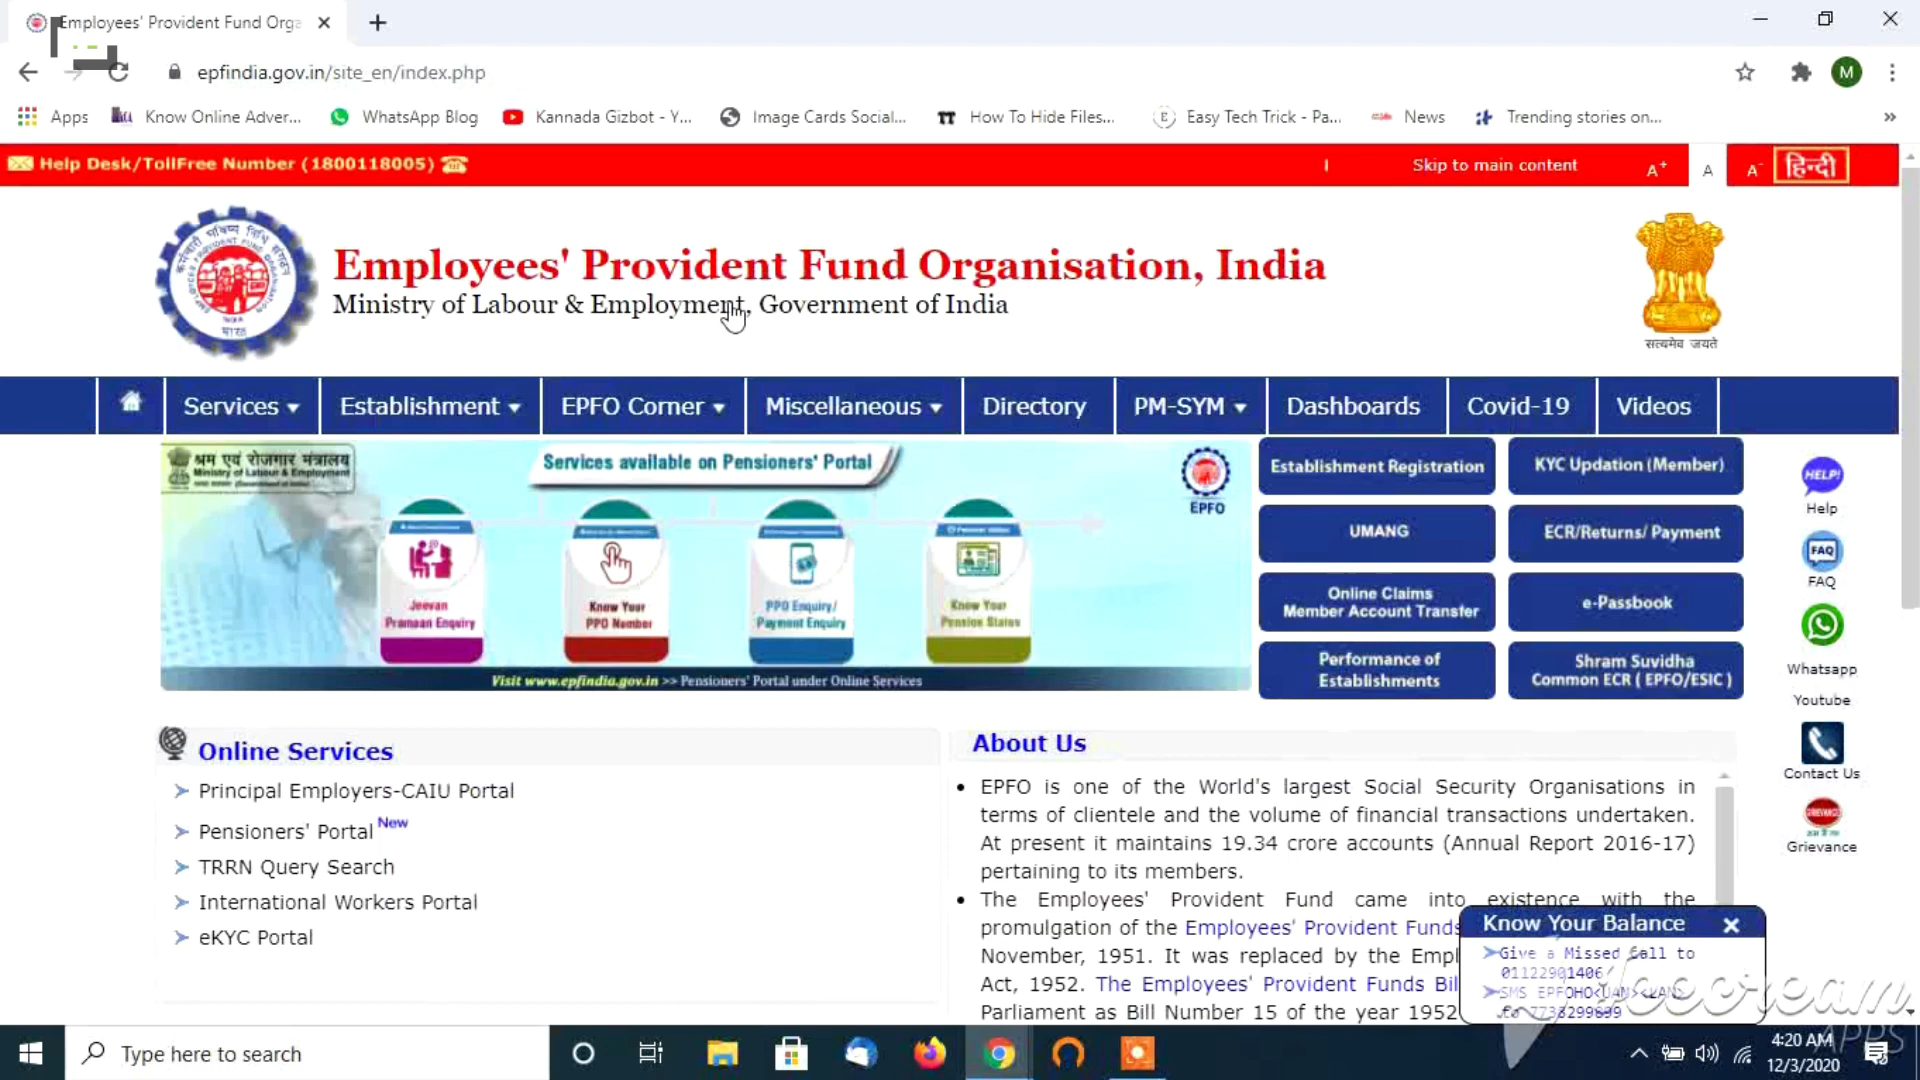 Employees' Provident Fund Orga
epfindia.gov.in/site_en/index.php
M
Apps
Know Online Adver...
WhatsApp Blog
Kannada Gizbot - Y...
Image Cards Social...
TT How To Hide Files...
E Easy Tech Trick - Pa...
News
Trending stories on...
Help Desk/TollFree Number (1800118005)
Skip to main content
A+
A
A-
हिन्दी
Employees' Provident Fund Organisation, India
Ministry of Labour & Employment, Government of India
सत्यमेव जयते
Services
Establishment
EPFO Corner
Miscellaneous
Directory
PM-SYM
Dashboards
Covid-19
Videos
श्रम एवं रोजगार मंत्रालय
Ministry of Labour & Employment
Services available on Pensioners' Portal
EPFO
Jeevan
Pramaan Enquiry
Know Your
PPO Number
PPO Enquiry/
Payment Enquiry
Know Your
Pension Status
Visit www.epfindia.gov.in >> Pensioners' Portal under Online Services
Establishment Registration
KYC Updation (Member)
UMANG
ECR/Returns/ Payment
Online Claims
Member Account Transfer
e-Passbook
Performance of
Establishments
Shram Suvidha
Common ECR ( EPFO/ESIC )
HELP!
Help
FAQ
FAQ
Whatsapp
Youtube
Contact Us
GRIEVANCE
Grievance
Online Services
Principal Employers-CAIU Portal
Pensioners' Portal New
TRRN Query Search
International Workers Portal
eKYC Portal
About Us
EPFO is one of the World's largest Social Security Organisations in
terms of clientele and the volume of financial transactions undertaken.
At present it maintains 19.34 crore accounts (Annual Report 2016-17)
pertaining to its members.
The Employees' Provident Fund came into existence with the
promulgation of the Employees' Provident Funds
November, 1951. It was replaced by the Empl
Act, 1952. The Employees' Provident Funds Bil
Parliament as Bill Number 15 of the year 1952
Know Your Balance
Give a Missed Call to
01122901406
SMS EPFOHO<UAN><LAN>
to 7738299899
Icecream
APPS
Type here to search
4:20 AM
12/3/2020